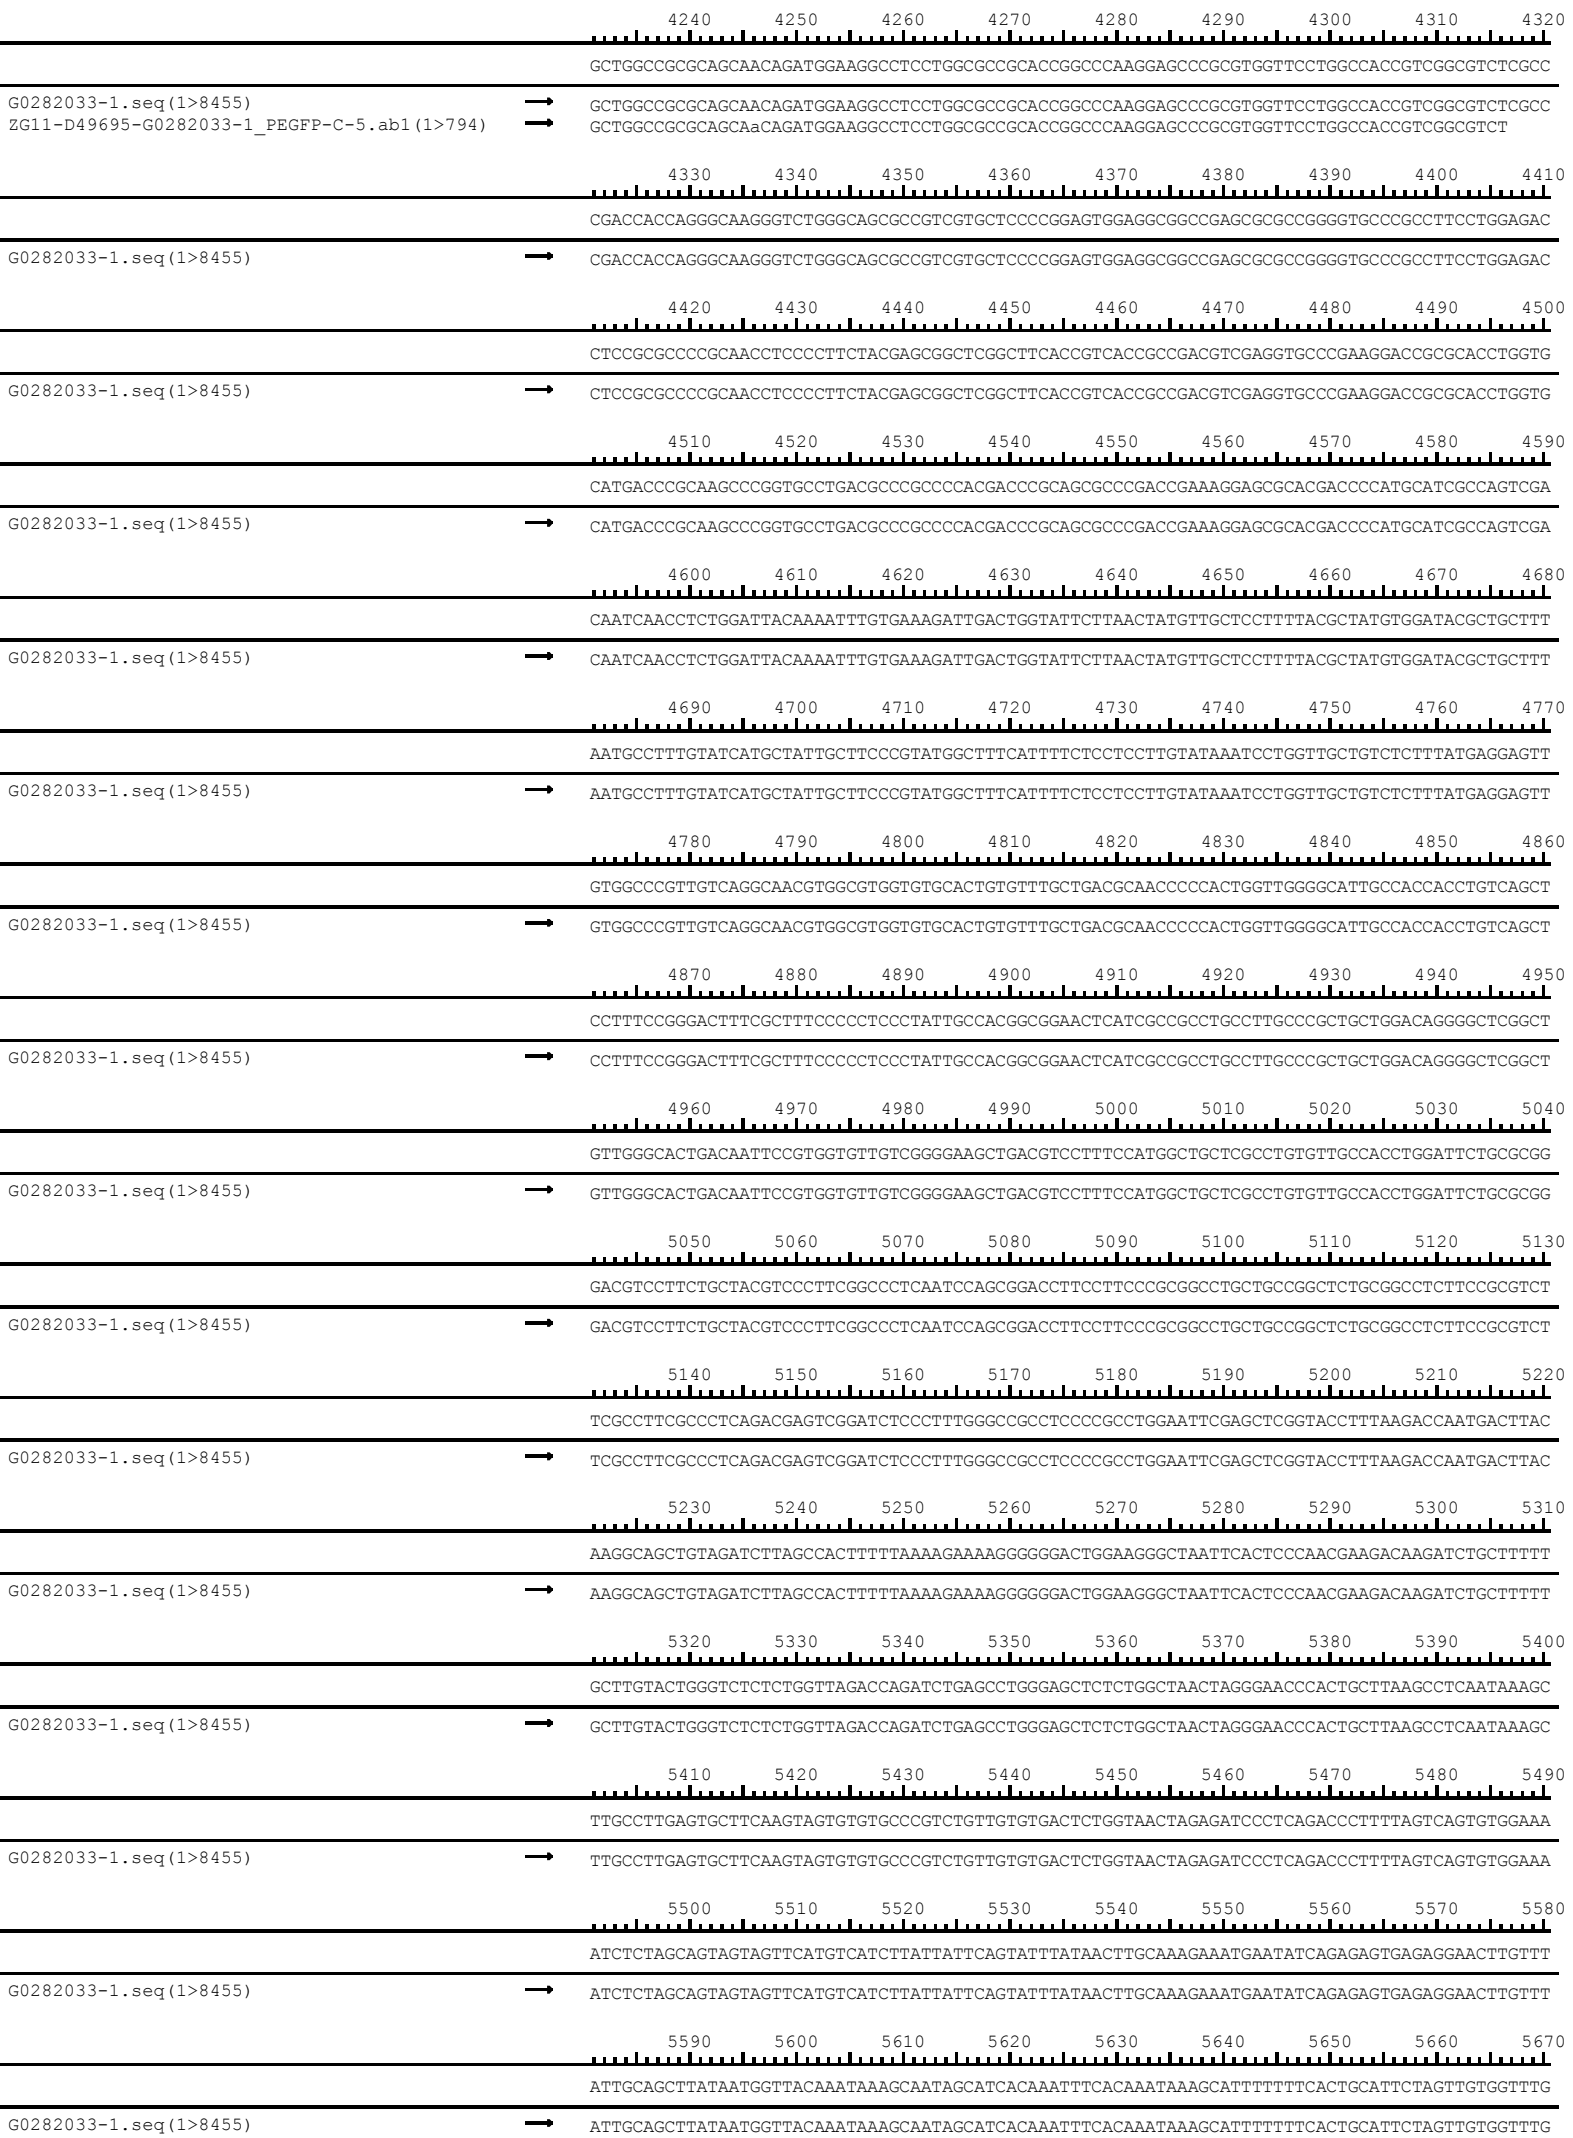 4240 4250 4260 4270 4280 4290 4300 4310 4320
GCTGGCCGCGCAGCAACAGATGGAAGGCCTCCTGGCGCCGCACCGGCCCAAGGAGCCCGCGTGGTTCCTGGCCACCGTCGGCGTCTCGCC
G0282033-1.seq(1>8455) → GCTGGCCGCGCAGCAACAGATGGAAGGCCTCCTGGCGCCGCACCGGCCCAAGGAGCCCGCGTGGTTCCTGGCCACCGTCGGCGTCTCGCC
ZG11-D49695-G0282033-1_PEGFP-C-5.ab1(1>794) → GCTGGCCGCGCAGCAaCAGATGGAAGGCCTCCTGGCGCCGCACCGGCCCAAGGAGCCCGCGTGGTTCCTGGCCACCGTCGGCGTCT
4330 4340 4350 4360 4370 4380 4390 4400 4410
CGACCACCAGGGCAAGGGTCTGGGCAGCGCCGTCGTGCTCCCCGGAGTGGAGGCGGCCGAGCGCGCCGGGGTGCCCGCCTTCCTGGAGAC
G0282033-1.seq(1>8455) → CGACCACCAGGGCAAGGGTCTGGGCAGCGCCGTCGTGCTCCCCGGAGTGGAGGCGGCCGAGCGCGCCGGGGTGCCCGCCTTCCTGGAGAC
4420 4430 4440 4450 4460 4470 4480 4490 4500
CTCCGCGCCCCGCAACCTCCCCTTCTACGAGCGGCTCGGCTTCACCGTCACCGCCGACGTCGAGGTGCCCGAAGGACCGCGCACCTGGTG
G0282033-1.seq(1>8455) → CTCCGCGCCCCGCAACCTCCCCTTCTACGAGCGGCTCGGCTTCACCGTCACCGCCGACGTCGAGGTGCCCGAAGGACCGCGCACCTGGTG
4510 4520 4530 4540 4550 4560 4570 4580 4590
CATGACCCGCAAGCCCGGTGCCTGACGCCCGCCCCACGACCCGCAGCGCCCGACCGAAAGGAGCGCACGACCCCATGCATCGCCAGTCGA
G0282033-1.seq(1>8455) → CATGACCCGCAAGCCCGGTGCCTGACGCCCGCCCCACGACCCGCAGCGCCCGACCGAAAGGAGCGCACGACCCCATGCATCGCCAGTCGA
4600 4610 4620 4630 4640 4650 4660 4670 4680
CAATCAACCTCTGGATTACAAAATTTGTGAAAGATTGACTGGTATTCTTAACTATGTTGCTCCTTTTACGCTATGTGGATACGCTGCTTT
G0282033-1.seq(1>8455) → CAATCAACCTCTGGATTACAAAATTTGTGAAAGATTGACTGGTATTCTTAACTATGTTGCTCCTTTTACGCTATGTGGATACGCTGCTTT
4690 4700 4710 4720 4730 4740 4750 4760 4770
AATGCCTTTGTATCATGCTATTGCTTCCCGTATGGCTTTCATTTTCTCCTCCTTGTATAAATCCTGGTTGCTGTCTCTTTATGAGGAGTT
G0282033-1.seq(1>8455) → AATGCCTTTGTATCATGCTATTGCTTCCCGTATGGCTTTCATTTTCTCCTCCTTGTATAAATCCTGGTTGCTGTCTCTTTATGAGGAGTT
4780 4790 4800 4810 4820 4830 4840 4850 4860
GTGGCCCGTTGTCAGGCAACGTGGCGTGGTGTGCACTGTGTTTGCTGACGCAACCCCCACTGGTTGGGGCATTGCCACCACCTGTCAGCT
G0282033-1.seq(1>8455) → GTGGCCCGTTGTCAGGCAACGTGGCGTGGTGTGCACTGTGTTTGCTGACGCAACCCCCACTGGTTGGGGCATTGCCACCACCTGTCAGCT
4870 4880 4890 4900 4910 4920 4930 4940 4950
CCTTTCCGGGACTTTCGCTTTCCCCCTCCCTATTGCCACGGCGGAACTCATCGCCGCCTGCCTTGCCCGCTGCTGGACAGGGGCTCGGCT
G0282033-1.seq(1>8455) → CCTTTCCGGGACTTTCGCTTTCCCCCTCCCTATTGCCACGGCGGAACTCATCGCCGCCTGCCTTGCCCGCTGCTGGACAGGGGCTCGGCT
4960 4970 4980 4990 5000 5010 5020 5030 5040
GTTGGGCACTGACAATTCCGTGGTGTTGTCGGGGAAGCTGACGTCCTTTCCATGGCTGCTCGCCTGTGTTGCCACCTGGATTCTGCGCGG
G0282033-1.seq(1>8455) → GTTGGGCACTGACAATTCCGTGGTGTTGTCGGGGAAGCTGACGTCCTTTCCATGGCTGCTCGCCTGTGTTGCCACCTGGATTCTGCGCGG
5050 5060 5070 5080 5090 5100 5110 5120 5130
GACGTCCTTCTGCTACGTCCCTTCGGCCCTCAATCCAGCGGACCTTCCTTCCCGCGGCCTGCTGCCGGCTCTGCGGCCTCTTCCGCGTCT
G0282033-1.seq(1>8455) → GACGTCCTTCTGCTACGTCCCTTCGGCCCTCAATCCAGCGGACCTTCCTTCCCGCGGCCTGCTGCCGGCTCTGCGGCCTCTTCCGCGTCT
5140 5150 5160 5170 5180 5190 5200 5210 5220
TCGCCTTCGCCCTCAGACGAGTCGGATCTCCCTTTGGGCCGCCTCCCCGCCTGGAATTCGAGCTCGGTACCTTTAAGACCAATGACTTAC
G0282033-1.seq(1>8455) → TCGCCTTCGCCCTCAGACGAGTCGGATCTCCCTTTGGGCCGCCTCCCCGCCTGGAATTCGAGCTCGGTACCTTTAAGACCAATGACTTAC
5230 5240 5250 5260 5270 5280 5290 5300 5310
AAGGCAGCTGTAGATCTTAGCCACTTTTTAAAAGAAAAGGGGGGACTGGAAGGGCTAATTCACTCCCAACGAAGACAAGATCTGCTTTTT
G0282033-1.seq(1>8455) → AAGGCAGCTGTAGATCTTAGCCACTTTTTAAAAGAAAAGGGGGGACTGGAAGGGCTAATTCACTCCCAACGAAGACAAGATCTGCTTTTT
5320 5330 5340 5350 5360 5370 5380 5390 5400
GCTTGTACTGGGTCTCTCTGGTTAGACCAGATCTGAGCCTGGGAGCTCTCTGGCTAACTAGGGAACCCACTGCTTAAGCCTCAATAAAGC
G0282033-1.seq(1>8455) → GCTTGTACTGGGTCTCTCTGGTTAGACCAGATCTGAGCCTGGGAGCTCTCTGGCTAACTAGGGAACCCACTGCTTAAGCCTCAATAAAGC
5410 5420 5430 5440 5450 5460 5470 5480 5490
TTGCCTTGAGTGCTTCAAGTAGTGTGTGCCCGTCTGTTGTGTGACTCTGGTAACTAGAGATCCCTCAGACCCTTTTAGTCAGTGTGGAAA
G0282033-1.seq(1>8455) → TTGCCTTGAGTGCTTCAAGTAGTGTGTGCCCGTCTGTTGTGTGACTCTGGTAACTAGAGATCCCTCAGACCCTTTTAGTCAGTGTGGAAA
5500 5510 5520 5530 5540 5550 5560 5570 5580
ATCTCTAGCAGTAGTAGTTCATGTCATCTTATTATTCAGTATTTATAACTTGCAAAGAAATGAATATCAGAGAGTGAGAGGAACTTGTTT
G0282033-1.seq(1>8455) → ATCTCTAGCAGTAGTAGTTCATGTCATCTTATTATTCAGTATTTATAACTTGCAAAGAAATGAATATCAGAGAGTGAGAGGAACTTGTTT
5590 5600 5610 5620 5630 5640 5650 5660 5670
ATTGCAGCTTATAATGGTTACAAATAAAGCAATAGCATCACAAATTTCACAAATAAAGCATTTTTTTCACTGCATTCTAGTTGTGGTTTG
G0282033-1.seq(1>8455) → ATTGCAGCTTATAATGGTTACAAATAAAGCAATAGCATCACAAATTTCACAAATAAAGCATTTTTTTCACTGCATTCTAGTTGTGGTTTG